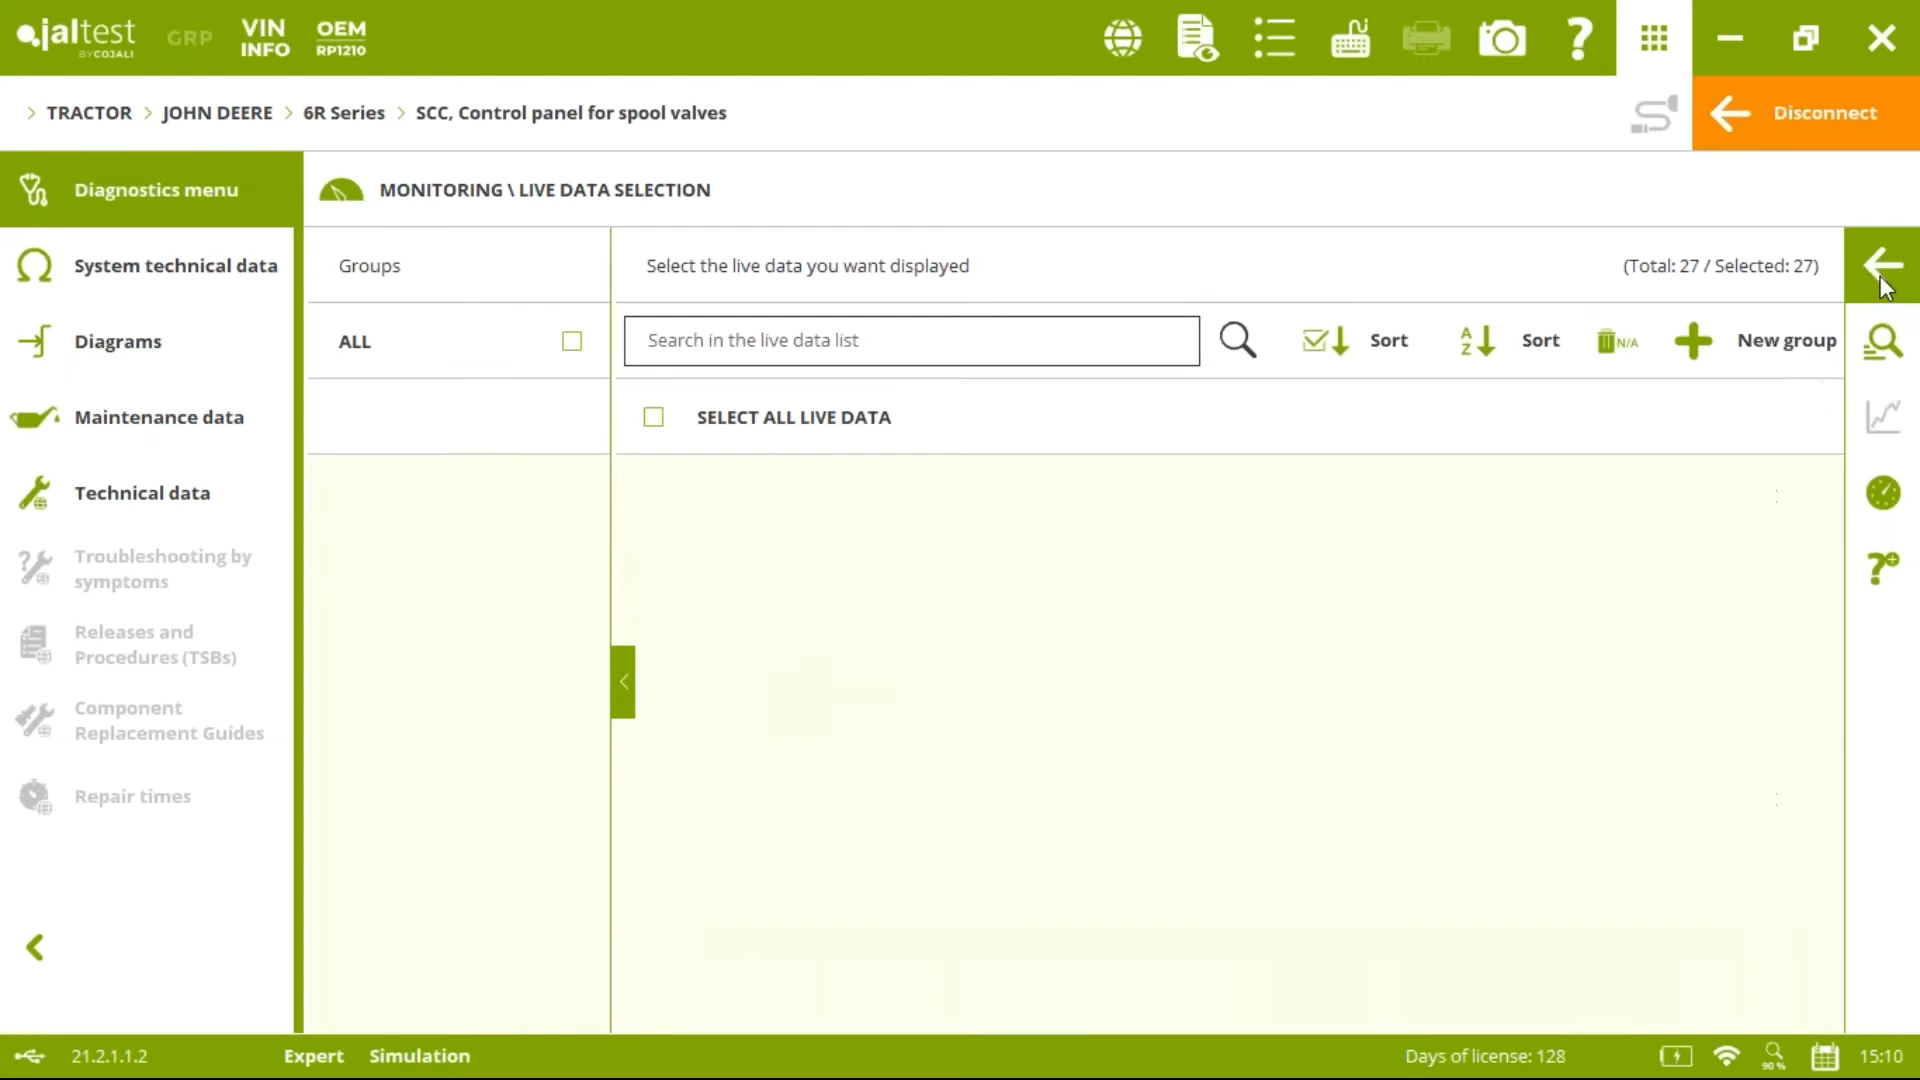 jaltest
BY COJALI
GRP
VIN
INFO
OEM
RP1210
?
> TRACTOR > JOHN DEERE > 6R Series > SCC, Control panel for spool valves
Disconnect
Diagnostics menu
MONITORING \ LIVE DATA SELECTION
System technical data
Groups
Select the live data you want displayed
(Total: 27 / Selected: 27)
Diagrams
ALL
Search in the live data list
Sort
A
Z
Sort
N/A
New group
Maintenance data
SELECT ALL LIVE DATA
Technical data
Troubleshooting by
symptoms
Releases and
Procedures (TSBs)
Component
Replacement Guides
Repair times
21.2.1.1.2
Expert
Simulation
Days of license: 128
90 %
15:10